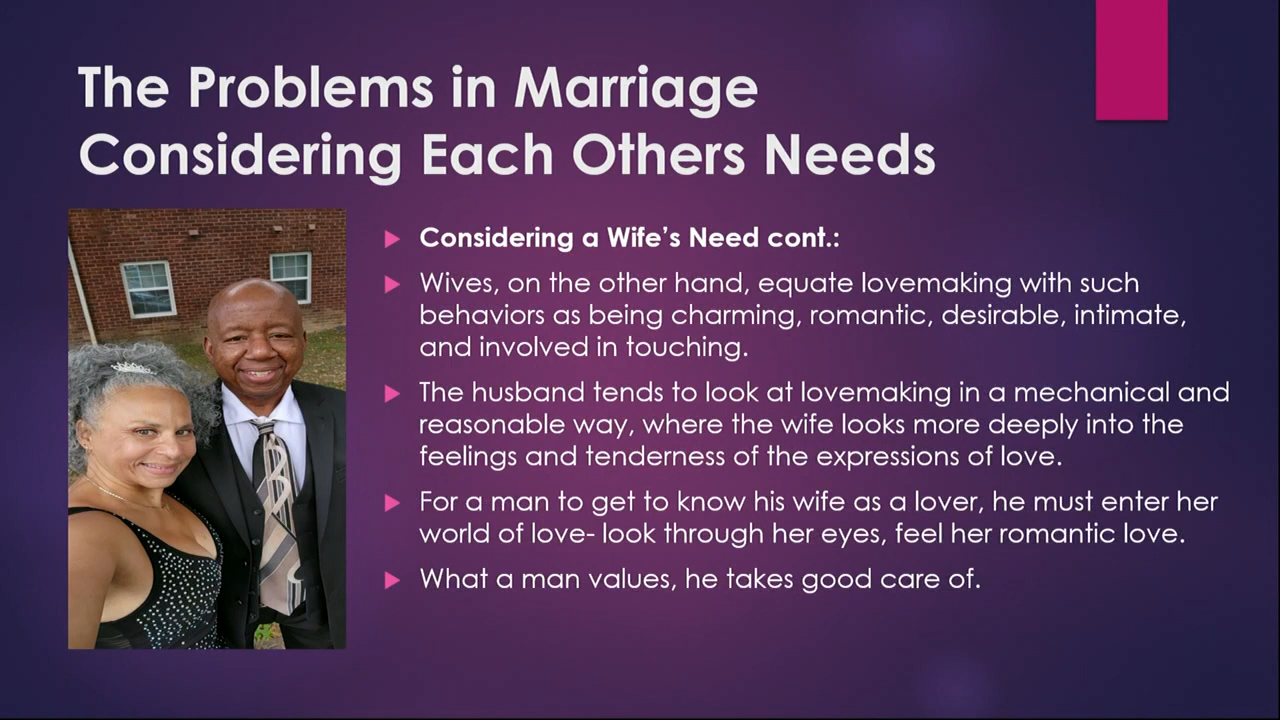 The Problems in Marriage
Considering Each Others Needs
Considering a Wife's Need cont.:
Wives, on the other hand, equate lovemaking with such
behaviors as being charming, romantic, desirable, intimate,
and involved in touching.
The husband tends to look at lovemaking in a mechanical and
reasonable way, where the wife looks more deeply into the
feelings and tenderness of the expressions of love.
For a man to get to know his wife as a lover, he must enter her
world of love- look through her eyes, feel her romantic love.
What a man values, he takes good care of.